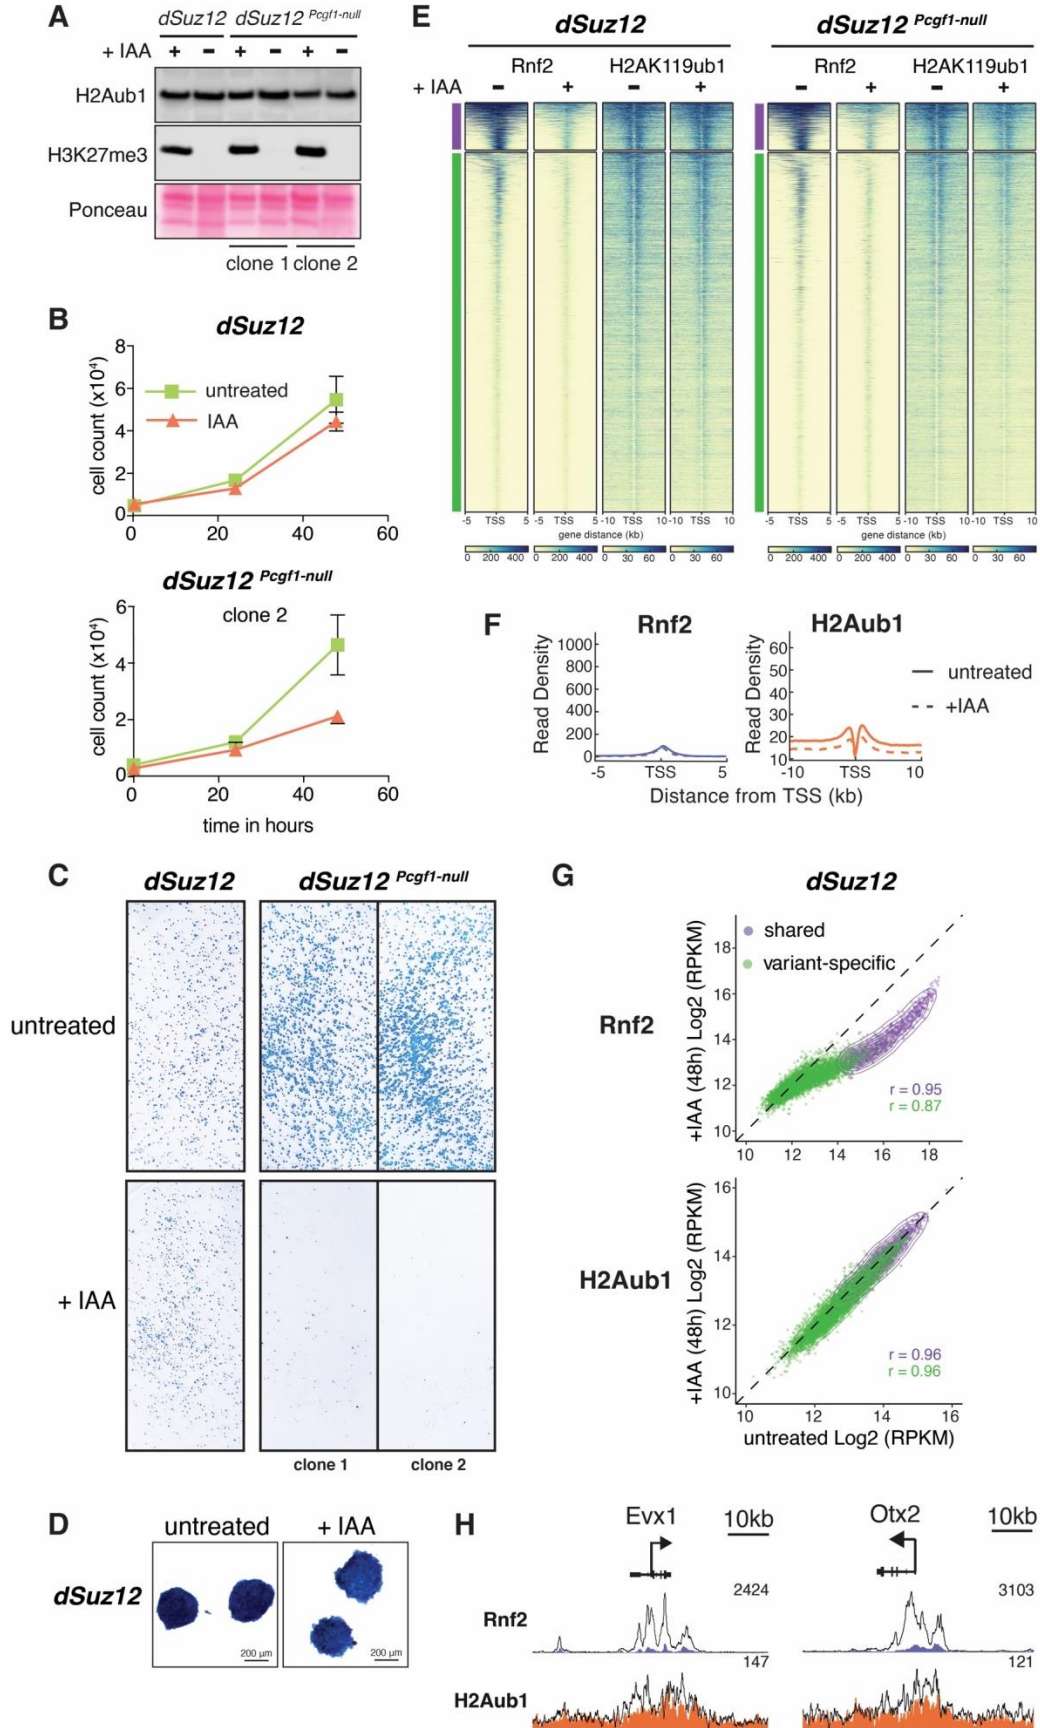 A
dSuz12 dSuz12 Pcgf1-null
+ IAA + - + - + -
H2Aub1
H3K27me3
Ponceau
clone 1 clone 2
B
dSuz12
cell count (x10⁴)
8
6
4
2
0
untreated
IAA
0 20 40 60
dSuz12 Pcgf1-null
clone 2
cell count (x10⁴)
6
4
2
0
0 20 40 60
time in hours
C
dSuz12 dSuz12 Pcgf1-null
untreated
+ IAA
clone 1 clone 2
D
untreated + IAA
dSuz12
200 µm 200 µm
E
dSuz12 dSuz12 Pcgf1-null
Rnf2 H2AK119ub1 Rnf2 H2AK119ub1
+ IAA - + - + - + - +
-5 TSS 5 -5 TSS 5 -10 TSS 10 -10 TSS 10 -5 TSS 5 -5 TSS 5 -10 TSS 10 -10 TSS 10
gene distance (kb) gene distance (kb)
0 200 400 0 200 400 0 30 60 0 30 60 0 200 400 0 200 400 0 30 60 0 30 60
F
Rnf2 H2Aub1
Read Density
1000
800
600
400
200
0
-5 TSS 5
Read Density
60
50
40
30
20
10
-10 TSS 10
untreated
+IAA
Distance from TSS (kb)
G
dSuz12
Rnf2
+IAA (48h) Log2 (RPKM)
18
16
14
12
10
shared
variant-specific
r = 0.95
r = 0.87
10 12 14 16 18
H2Aub1
+IAA (48h) Log2 (RPKM)
16
14
12
10
r = 0.96
r = 0.96
10 12 14 16
untreated Log2 (RPKM)
H
Evx1 10kb Otx2 10kb
Rnf2 2424 3103
H2Aub1 147 121